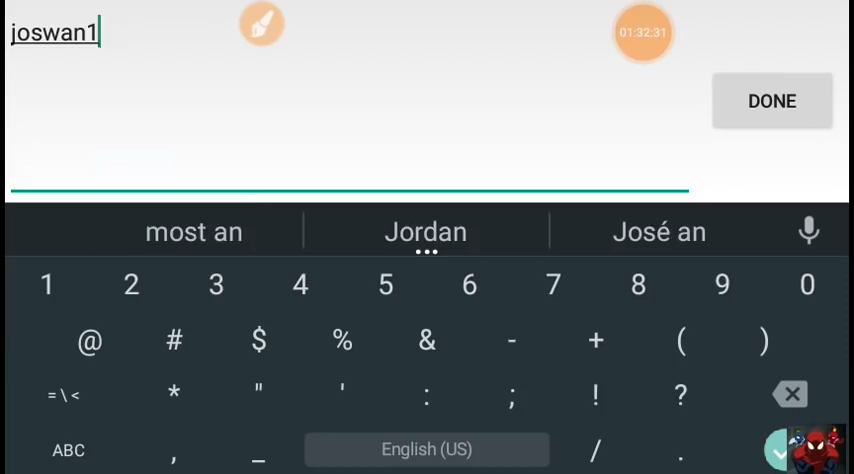 joswan1
01:32:31
DONE
most an Jordan José an
1 2 3 4 5 6 7 8 9 0
@ # $ % & - + ( )
= \ < * " ' : ; ! ?
ABC , _ English (US) / .